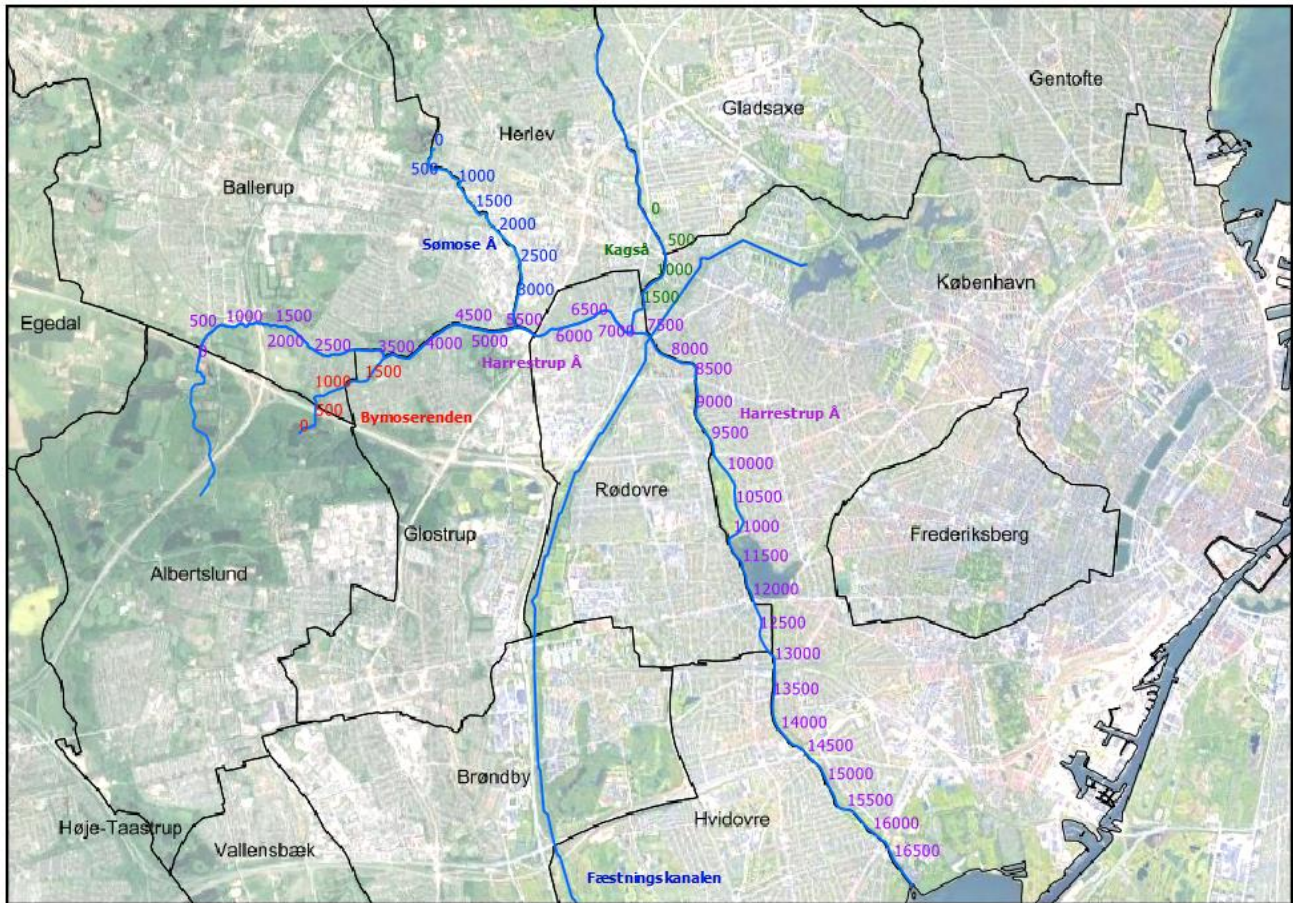 Gentofte
Gladsaxe
Herlev
0
500
Ballerup
1000
1500
2000
Sømose Å
2500
3000
0
Kagså
500
1000
1500
København
Egedal
0
500
1000
1500
2000
2500
3500
4000
4500
5000
5500
6000
6500
7000
7500
Harrestrup Å
0
500
1000
1500
Bymoserenden
8000
8500
9000
Harrestrup Å
9500
10000
10500
11000
11500
12000
12500
13000
13500
14000
14500
15000
15500
16000
16500
Rødovre
Frederiksberg
Glostrup
Albertslund
Brøndby
Hvidovre
Høje-Taastrup
Vallensbæk
Fæstningskanalen